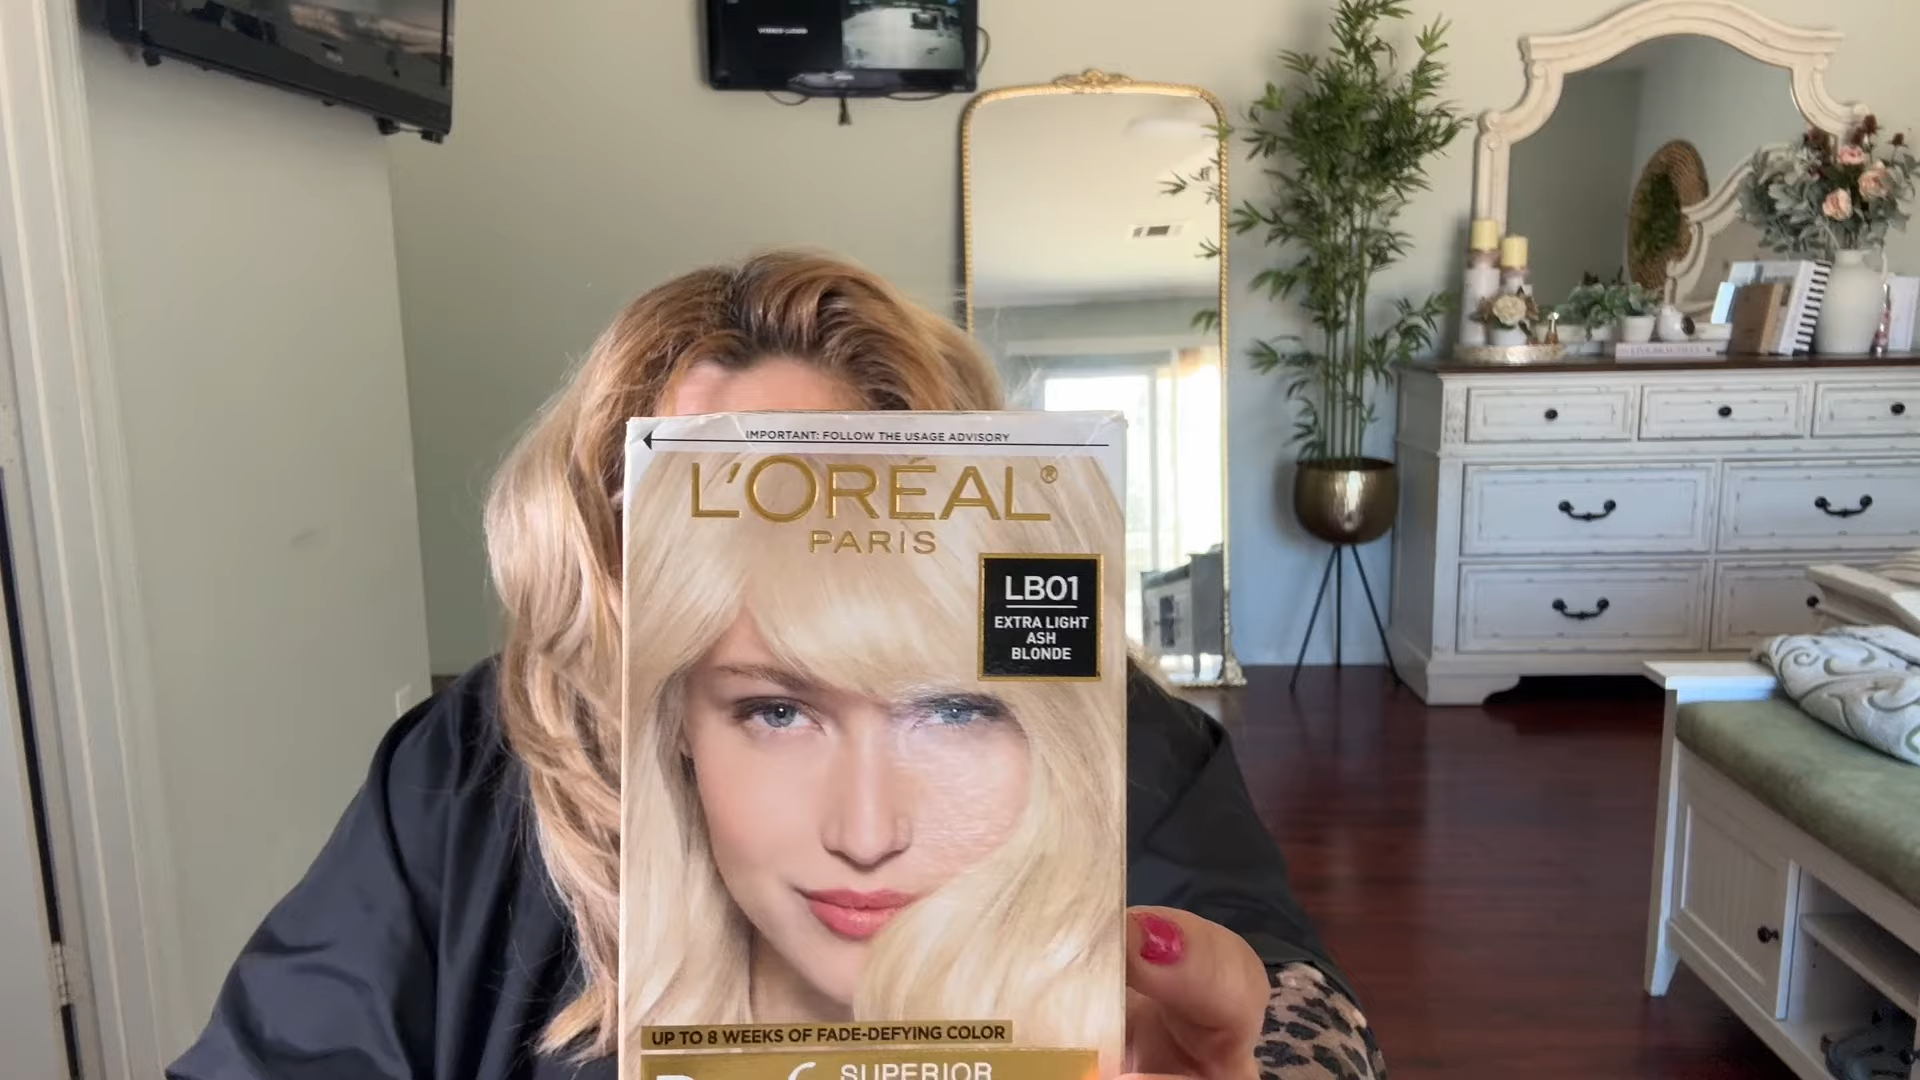 IMPORTANT: FOLLOW THE USAGE ADVISORY
L'ORÉAL®
PARIS
LB01
EXTRA LIGHT
ASH
BLONDE
UP TO 8 WEEKS OF FADE-DEFYING COLOR
SUPERIOR